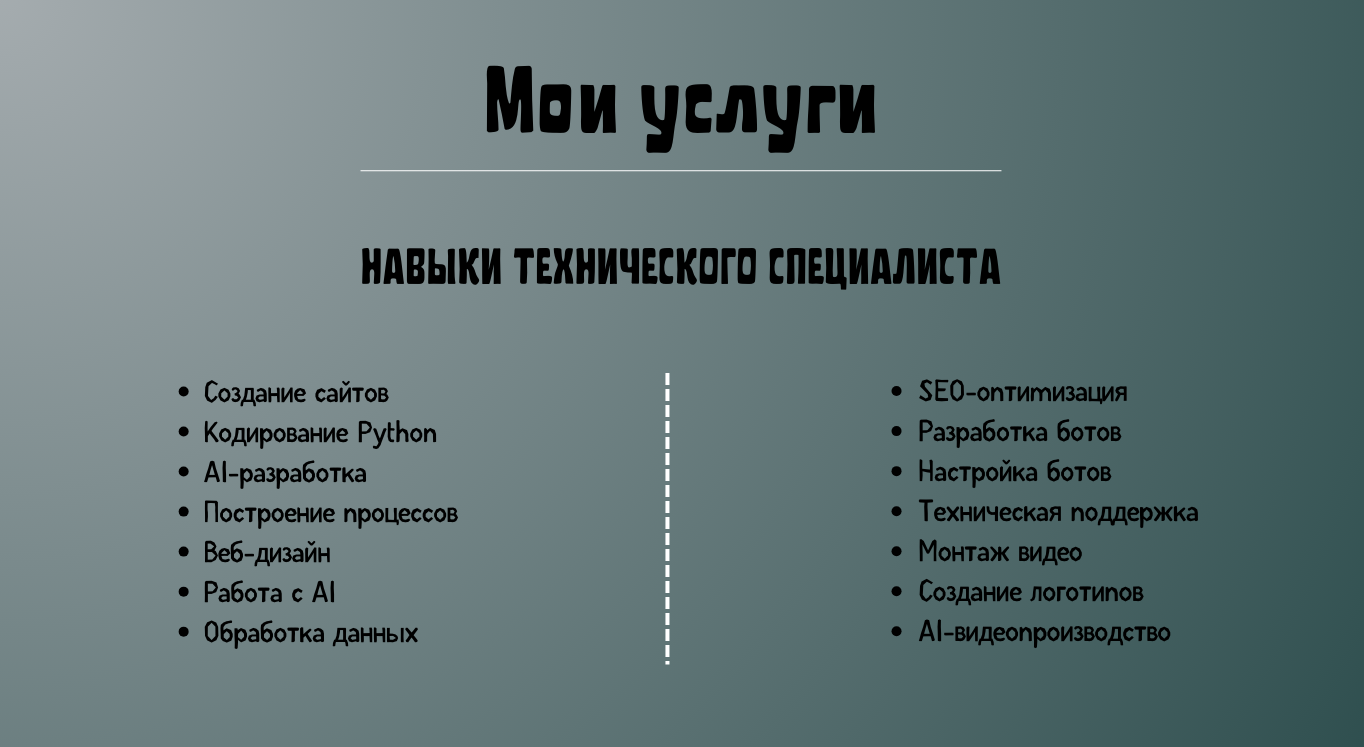 Мои услуги
НАВЫКИ ТЕХНИЧЕСКОГО СПЕЦИАЛИСТА
• Создание сайтов
• Кодирование Python
• AI-разработка
• Построение процессов
• Веб-дизайн
• Работа с AI
• Обработка данных
• SEO-оптимизация
• Разработка ботов
• Настройка ботов
• Техническая поддержка
• Монтаж видео
• Создание логотипов
• AI-видеопроизводство